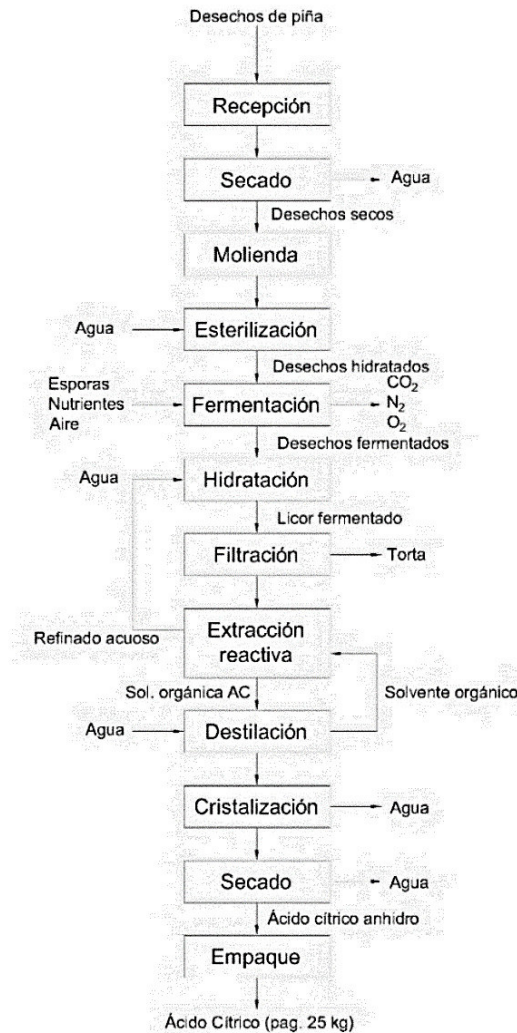 Desechos de piña
Recepción
Secado
Agua
Desechos secos
Molienda
Agua
Esterilización
Desechos hidratados
Esporas
Nutrientes
Aire
Fermentación
CO₂
N₂
O₂
Desechos fermentados
Agua
Hidratación
Licor fermentado
Filtración
Torta
Refinado acuoso
Extracción
reactiva
Sol. orgánica AC
Solvente orgánico
Agua
Destilación
Cristalización
Agua
Secado
Agua
Ácido cítrico anhidro
Empaque
Ácido Cítrico (pag. 25 kg)